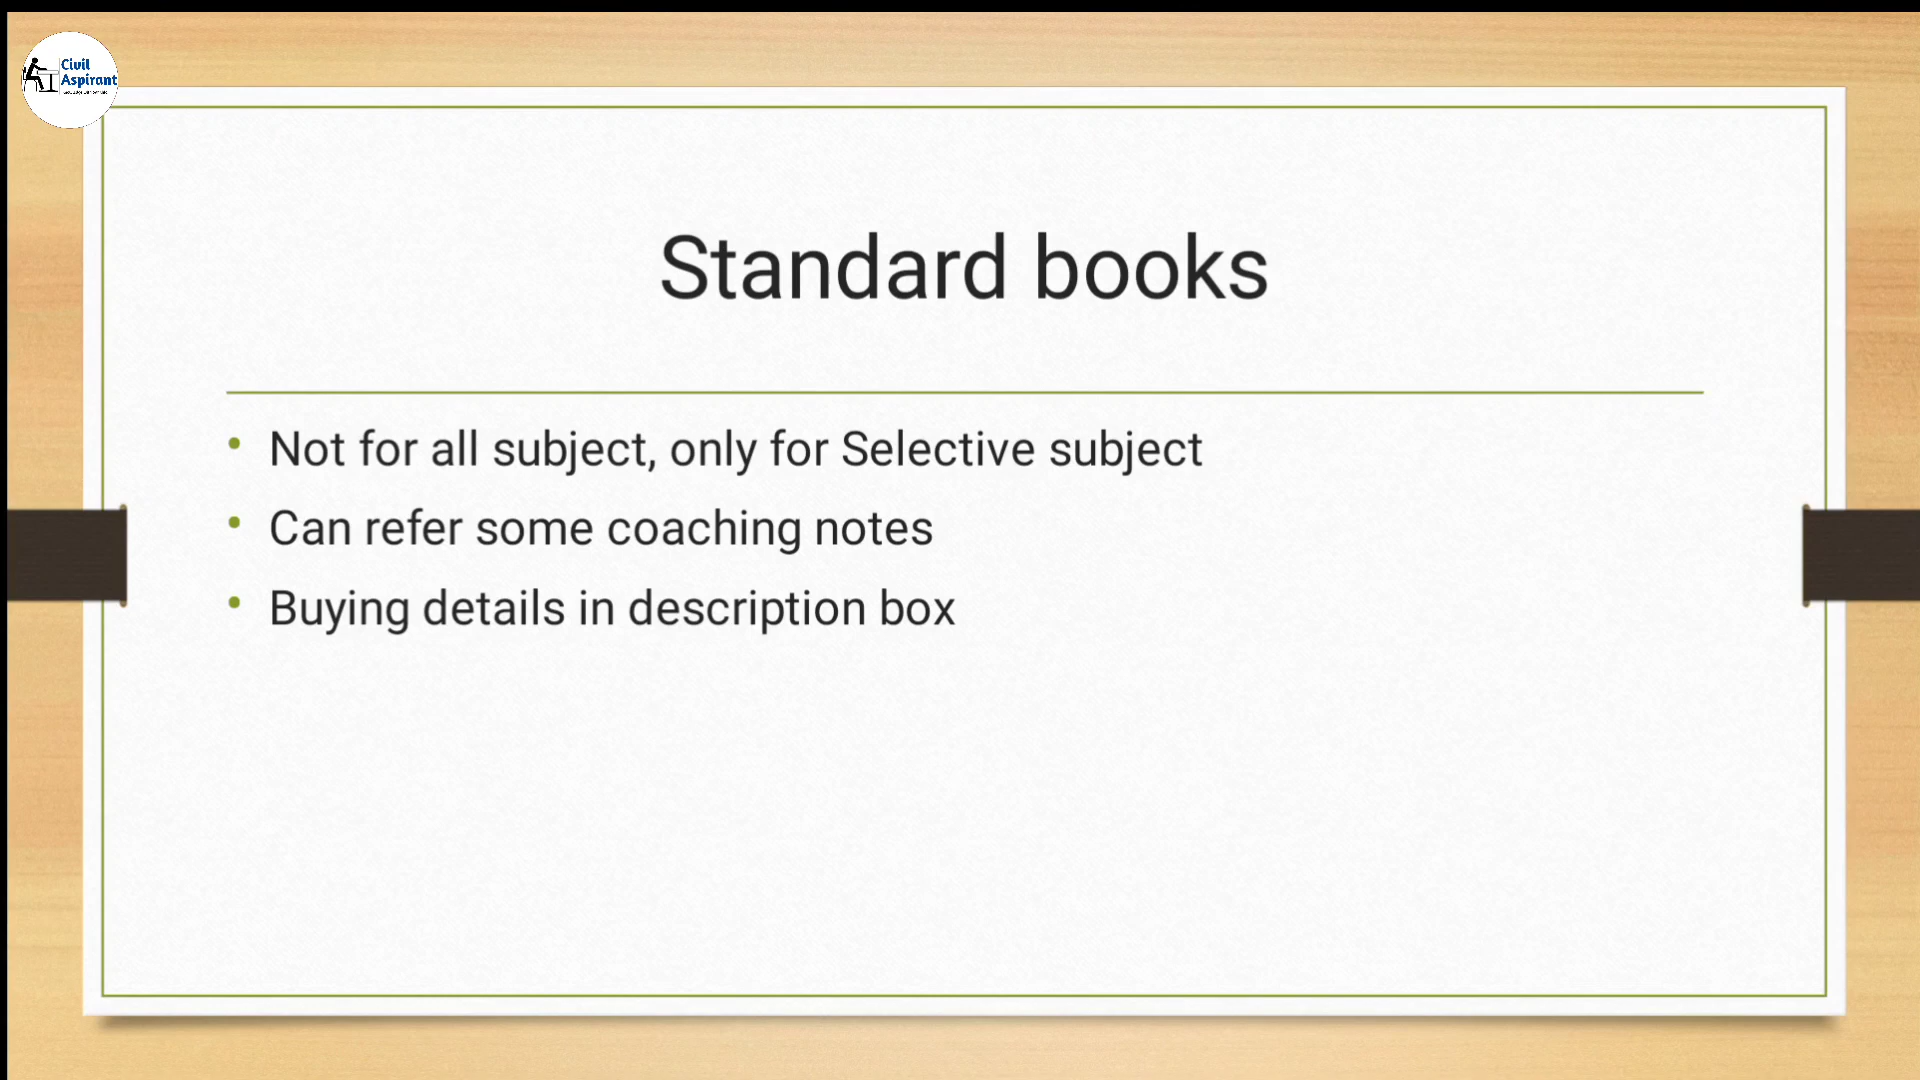 Civil
Aspirant
Standard books
Not for all subject, only for Selective subject
Can refer some coaching notes
Buying details in description box